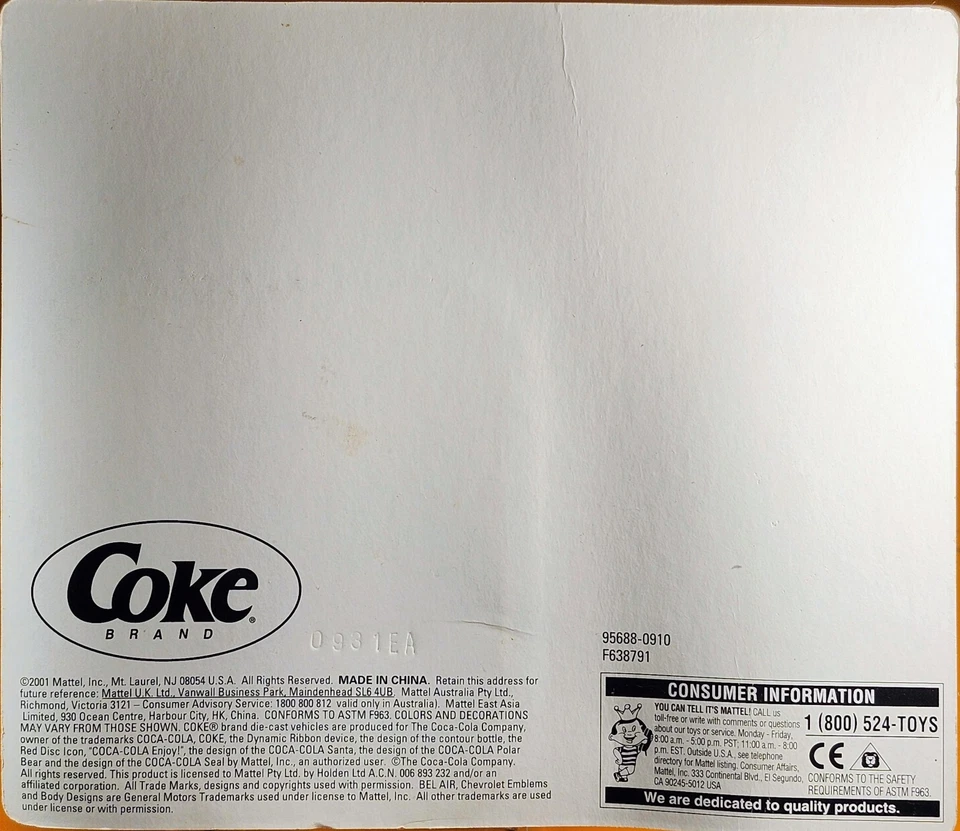 Coke®
BRAND
0931EA
©2001 Mattel, Inc., Mt. Laurel, NJ 08054 U.S.A. All Rights Reserved. MADE IN CHINA. Retain this address for
future reference: Mattel U.K. Ltd., Vanwall Business Park, Maindenhead SL6 4UB. Mattel Australia Pty Ltd.,
Richmond, Victoria 3121 – Consumer Advisory Service: 1800 800 812 valid only in Australia). Mattel East Asia
Limited, 930 Ocean Centre, Harbour City, HK, China. CONFORMS TO ASTM F963. COLORS AND DECORATIONS
MAY VARY FROM THOSE SHOWN. COKE® brand die-cast vehicles are produced for The Coca-Cola Company,
owner of the trademarks COCA-COLA, COKE, the Dynamic Ribbon device, the design of the contour bottle, the
Red Disc Icon, "COCA-COLA Enjoy!", the design of the COCA-COLA Santa, the design of the COCA-COLA Polar
Bear and the design of the COCA-COLA Seal by Mattel, Inc., an authorized user. ©The Coca-Cola Company.
All rights reserved. This product is licensed to Mattel Pty Ltd. by Holden Ltd A.C.N. 006 893 232 and/or an
affiliated corporation. All Trade Marks, designs and copyrights used with permission. BEL AIR, Chevrolet Emblems
and Body Designs are General Motors Trademarks used under license to Mattel, Inc. All other trademarks are used
under license or with permission.
95688-0910
F638791
CONSUMER INFORMATION
YOU CAN TELL IT'S MATTEL! CALL us
toll-free or write with comments or questions
about our toys or service. Monday - Friday,
8:00 a.m. - 5:00 p.m. PST; 11:00 a.m. - 8:00
p.m. EST. Outside U.S.A., see telephone
directory for Mattel listing. Consumer Affairs,
Mattel, Inc. 333 Continental Blvd., El Segundo,
CA 90245-5012 USA
1 (800) 524-TOYS
CE
CONFORMS TO THE SAFETY
REQUIREMENTS OF ASTM F963.
We are dedicated to quality products.